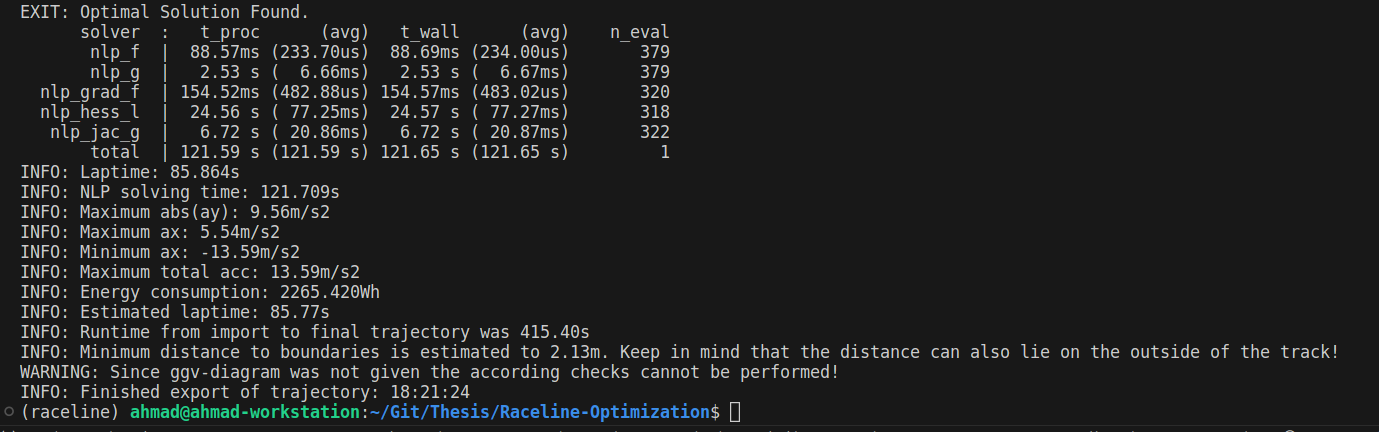 EXIT: Optimal Solution Found.
solver : t_proc (avg) t_wall (avg) n_eval
nlp_f | 88.57ms (233.70us) 88.69ms (234.00us) 379
nlp_g | 2.53 s ( 6.66ms) 2.53 s ( 6.67ms) 379
nlp_grad_f | 154.52ms (482.88us) 154.57ms (483.02us) 320
nlp_hess_l | 24.56 s ( 77.25ms) 24.57 s ( 77.27ms) 318
nlp_jac_g | 6.72 s ( 20.86ms) 6.72 s ( 20.87ms) 322
total | 121.59 s (121.59 s) 121.65 s (121.65 s) 1
INFO: Laptime: 85.864s
INFO: NLP solving time: 121.709s
INFO: Maximum abs(ay): 9.56m/s2
INFO: Maximum ax: 5.54m/s2
INFO: Minimum ax: -13.59m/s2
INFO: Maximum total acc: 13.59m/s2
INFO: Energy consumption: 2265.420Wh
INFO: Estimated laptime: 85.77s
INFO: Runtime from import to final trajectory was 415.40s
INFO: Minimum distance to boundaries is estimated to 2.13m. Keep in mind that the distance can also lie on the outside of the track!
WARNING: Since ggv-diagram was not given the according checks cannot be performed!
INFO: Finished export of trajectory: 18:21:24
(raceline) ahmad@ahmad-workstation:~/Git/Thesis/Raceline-Optimization$